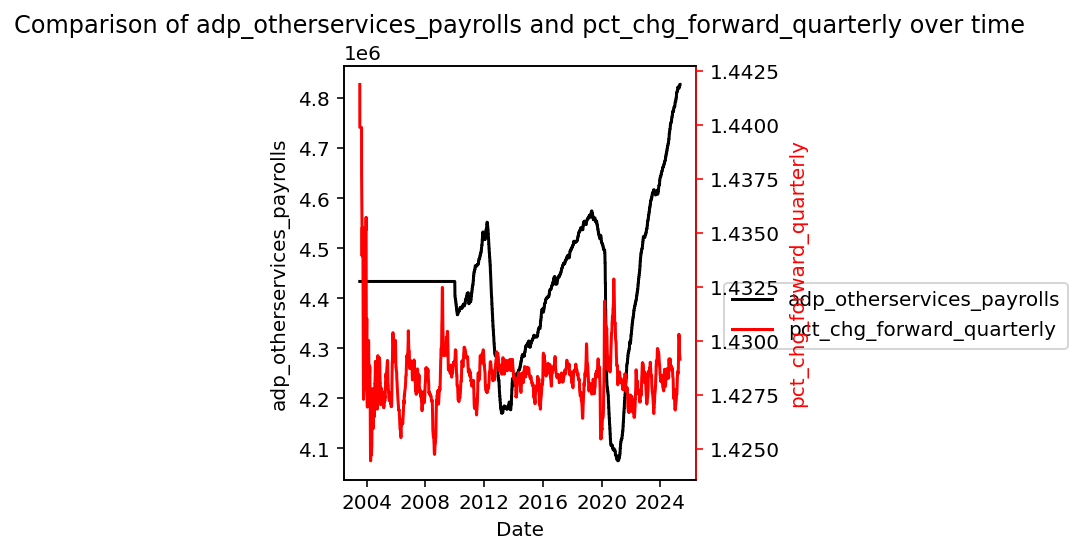 Comparison of adp_otherservices_payrolls and pct_chg_forward_quarterly over time
1e6
4.8
4.7
4.6
4.5
4.4
4.3
4.2
4.1
adp_otherservices_payrolls
2004 2008 2012 2016 2020 2024
Date
1.4425
1.4400
1.4375
1.4350
1.4325
1.4300
1.4275
1.4250
pct_chg_forward_quarterly
adp_otherservices_payrolls
pct_chg_forward_quarterly